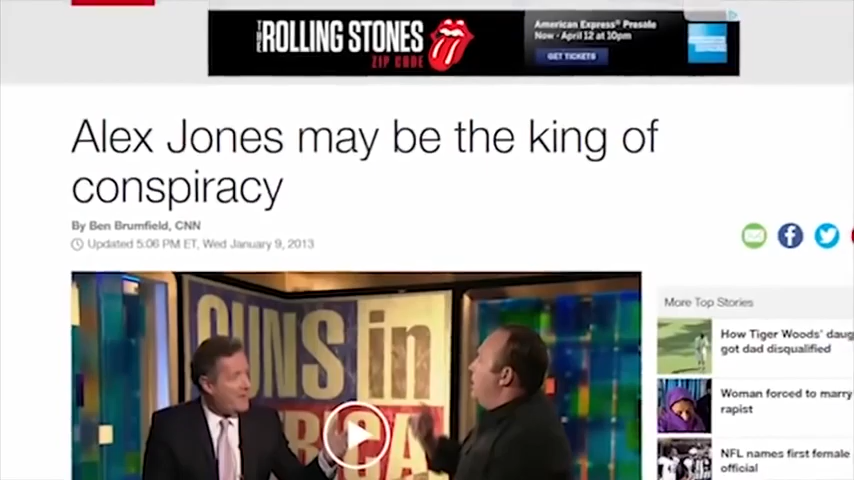 THE
ROLLING STONES
ZIP CODE
American Express® Presale
Now - April 12 at 10pm
GET TICKETS
Alex Jones may be the king of
conspiracy
By Ben Brumfield, CNN
Updated 5:06 PM ET, Wed January 9, 2013
GUNS in
More Top Stories
How Tiger Woods' daug
got dad disqualified
Woman forced to marry
rapist
NFL names first female
official